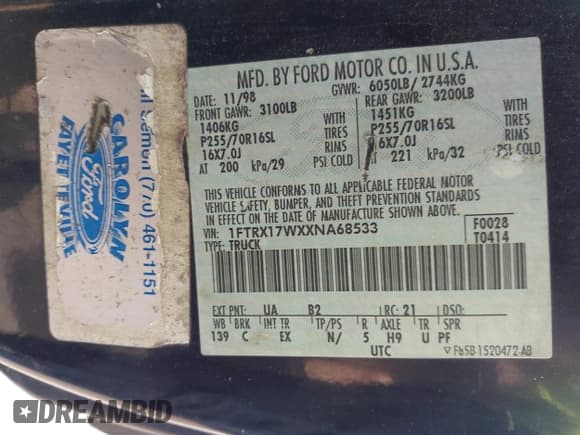 CAROLYN
Ford
FAYETTEVILLE
(770) 461-1151
MFD. BY FORD MOTOR CO. IN U.S.A.
DATE: 11/98 GVWR: 6050LB/ 2744KG
FRONT GAWR: 3100LB REAR GAWR: 3200LB
1406KG WITH 1451KG WITH
P255/70R16SL TIRES P255/70R16SL TIRES
16X7.0J RIMS 16X7.0J RIMS
AT 200 kPa/29 PSI COLD AT 221 kPa/32 PSI COLD
THIS VEHICLE CONFORMS TO ALL APPLICABLE FEDERAL MOTOR
VEHICLE SAFETY, BUMPER, AND THEFT PREVENTION STANDARDS
IN EFFECT ON THE DATE OF MANUFACTURE SHOWN ABOVE.
VIN: 1FTRX17WXXNA68533 F0028
TYPE: TRUCK T0414
EXT PNT: UA B2 RC: 21 DSO:
WB BRK INT TR TP/PS R AXLE TR SPR
139 C EX N/ 5 H9 U PF
UTC F85B-1520472-AB
DREAMBID